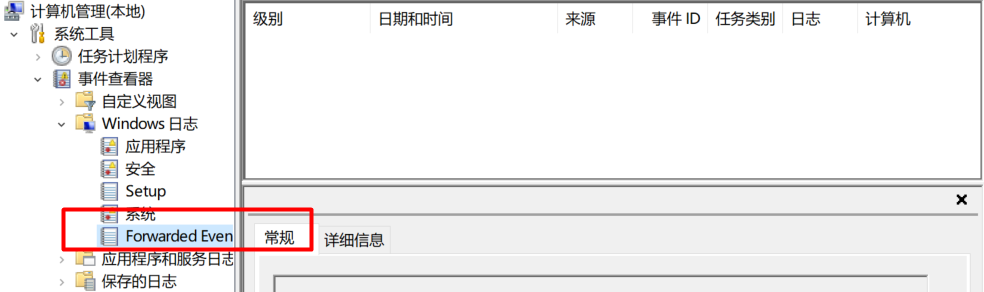 计算机管理(本地)
系统工具
任务计划程序
事件查看器
自定义视图
Windows 日志
应用程序
安全
Setup
系统
Forwarded Even
应用程序和服务日志
保存的日志
级别 日期和时间 来源 事件 ID 任务类别 日志 计算机
常规 详细信息